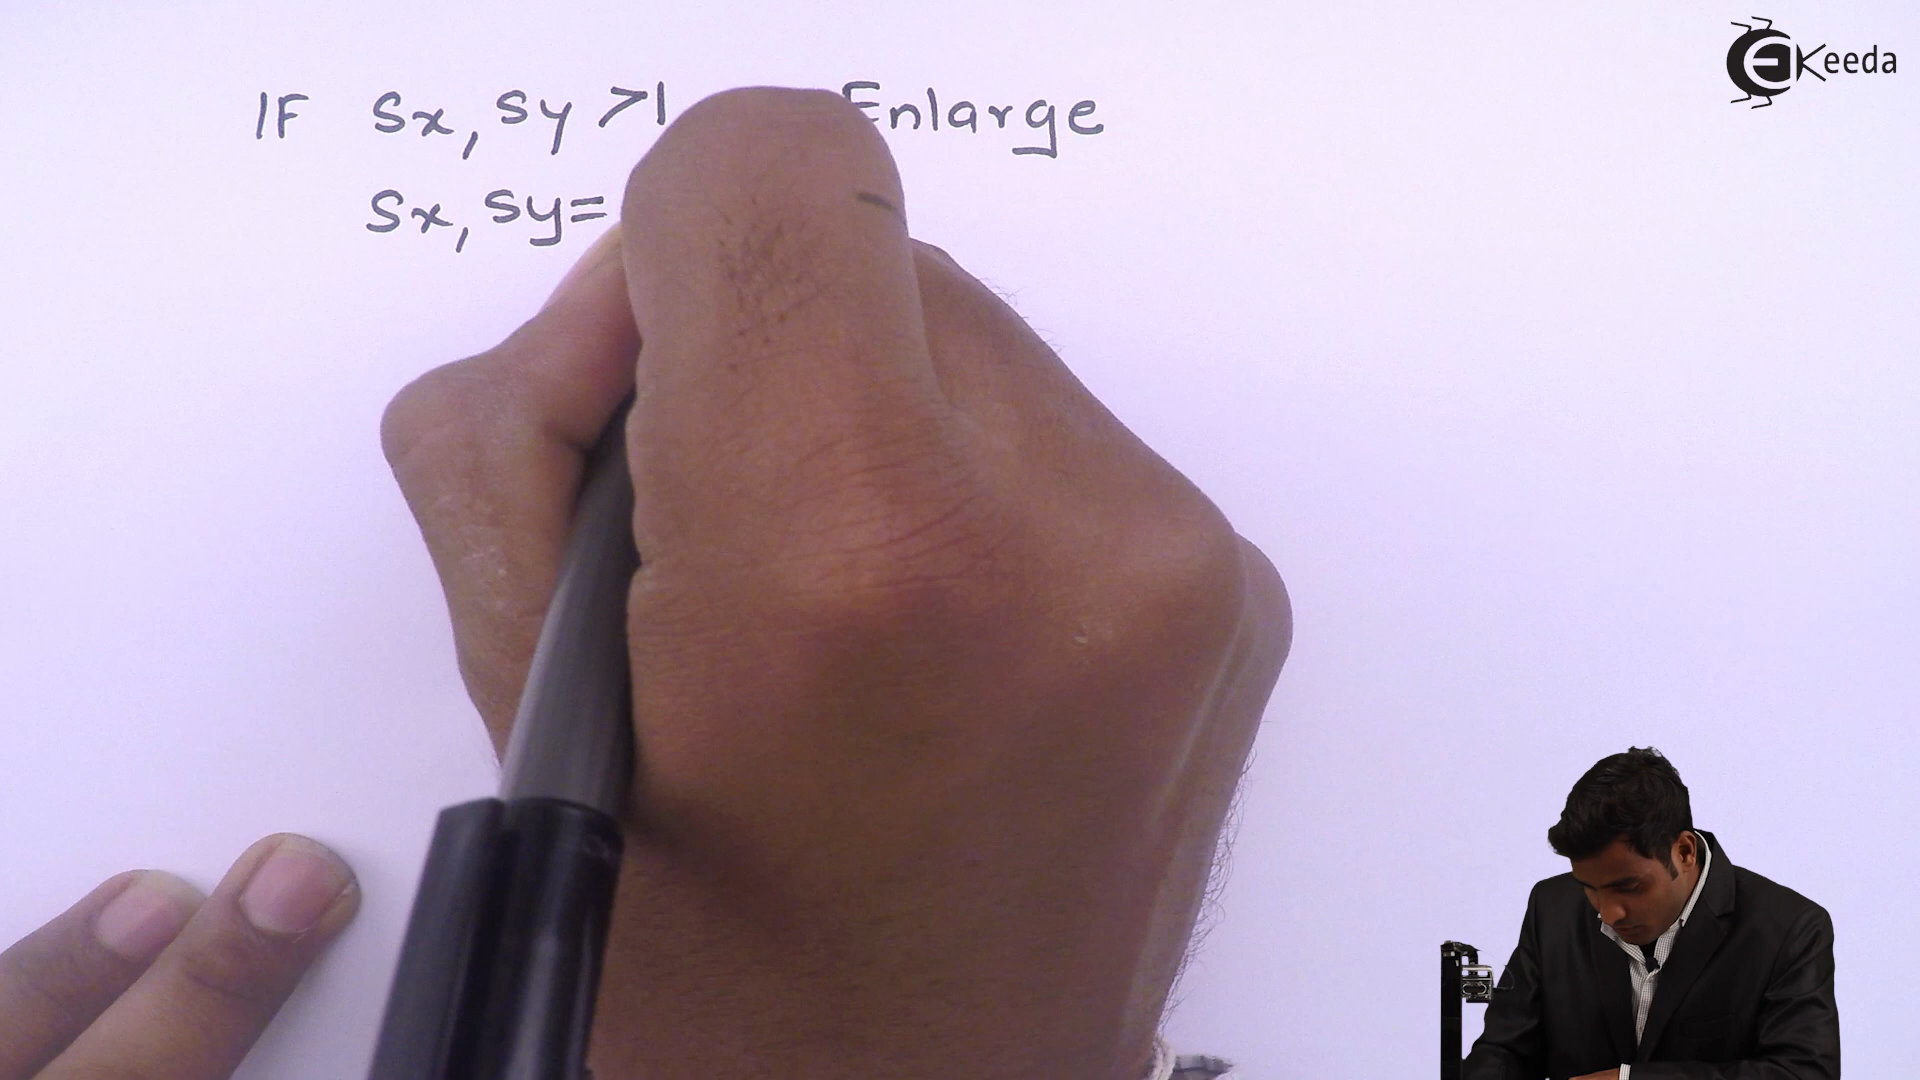 EKeeda
IF Sx, Sy >1 Enlarge
Sx, Sy=